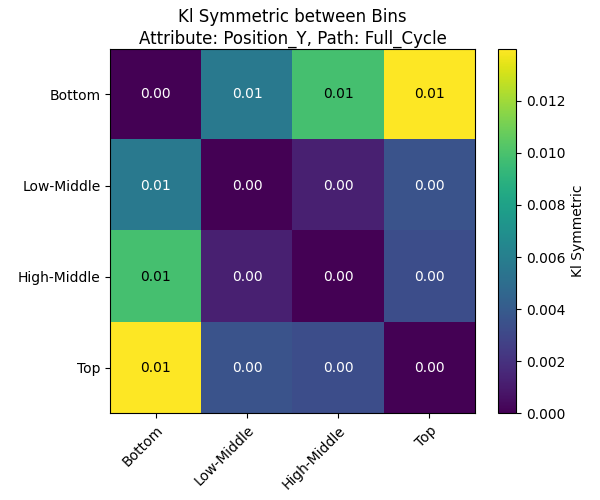 Kl Symmetric between Bins
Attribute: Position_Y, Path: Full_Cycle
Bottom 0.00 0.01 0.01 0.01
Low-Middle 0.01 0.00 0.00 0.00
High-Middle 0.01 0.00 0.00 0.00
Top 0.01 0.00 0.00 0.00
Bottom Low-Middle High-Middle Top
0.012
0.010
0.008
0.006
0.004
0.002
0.000
Kl Symmetric